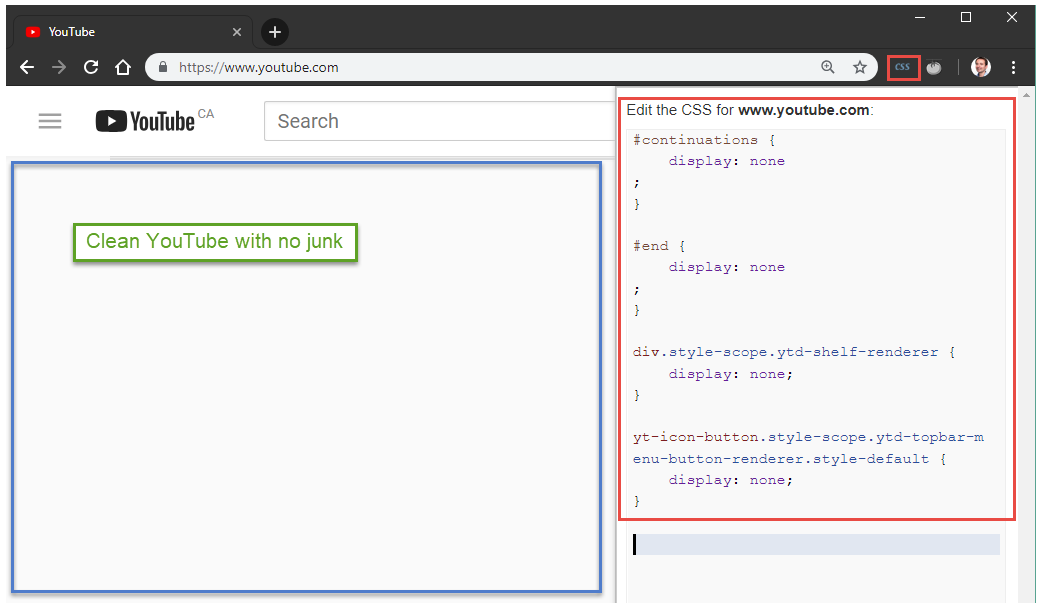 YouTube
https://www.youtube.com
CSS
YouTube CA
Search
Clean YouTube with no junk
Edit the CSS for www.youtube.com:
#continuations {
    display: none
;
}
#end {
    display: none
;
}
div.style-scope.ytd-shelf-renderer {
    display: none;
}
yt-icon-button.style-scope.ytd-topbar-m
enu-button-renderer.style-default {
    display: none;
}